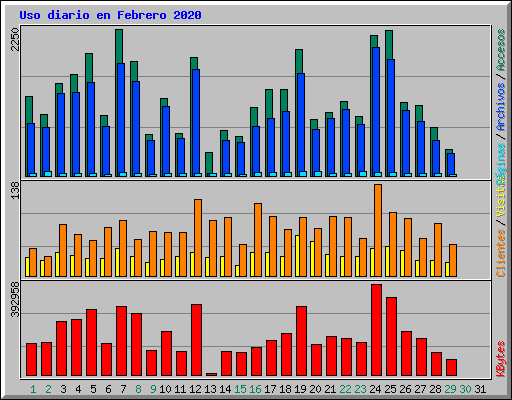 Uso diario en Febrero 2020
2250
138
392958
Accesos / Archivos / Páginas
Visitas / Clientes
KBytes
1 2 3 4 5 6 7 8 9 10 11 12 13 14 15 16 17 18 19 20 21 22 23 24 25 26 27 28 29 30 31